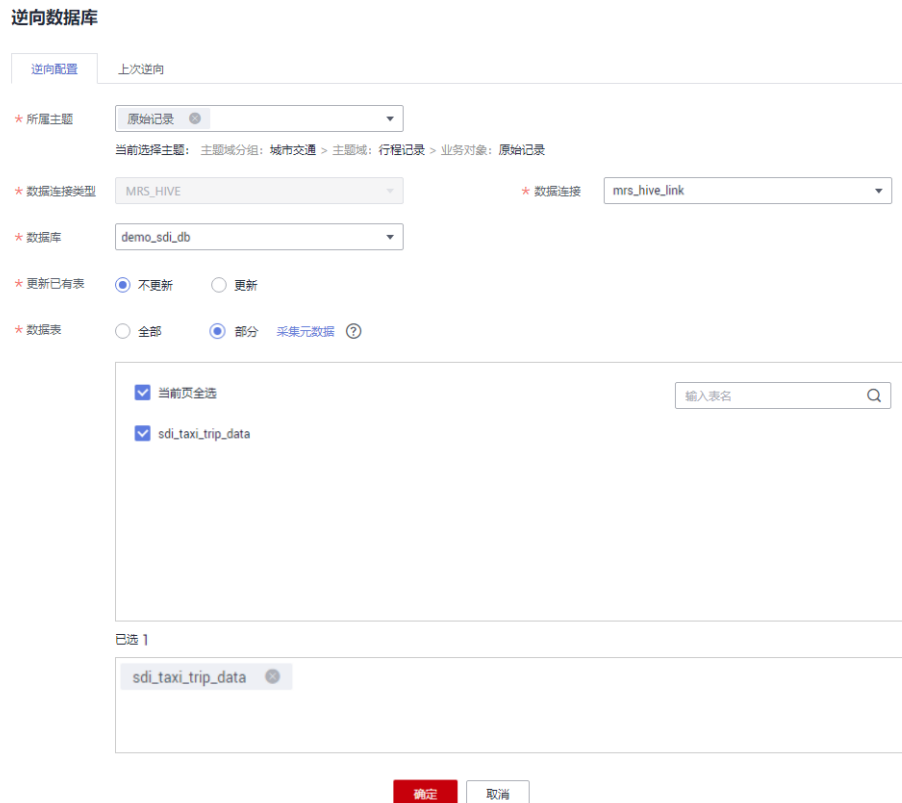 逆向数据库
逆向配置 上次逆向
* 所属主题 原始记录
当前选择主题： 主题域分组：城市交通 > 主题域：行程记录 > 业务对象：原始记录
* 数据连接类型 MRS_HIVE * 数据连接 mrs_hive_link
* 数据库 demo_sdi_db
* 更新已有表 不更新 更新
* 数据表 全部 部分 采集元数据 ?
当前页全选 输入表名
sdi_taxi_trip_data
已选 1
sdi_taxi_trip_data
确定 取消